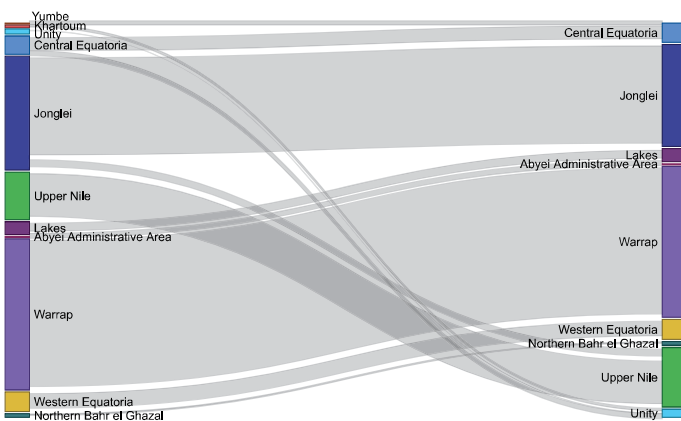 Yumbe
Khartoum
Unity
Central Equatoria
Jonglei
Upper Nile
Lakes
Abyei Administrative Area
Warrap
Western Equatoria
Northern Bahr el Ghazal
Central Equatoria
Jonglei
Lakes
Abyei Administrative Area
Warrap
Western Equatoria
Northern Bahr el Ghazal
Upper Nile
Unity